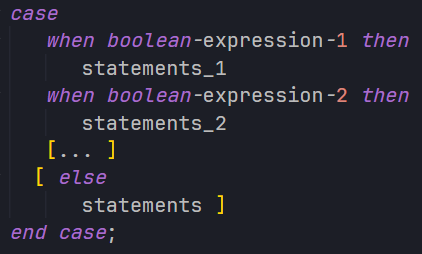 case
when boolean-expression-1 then
statements_1
when boolean-expression-2 then
statements_2
[... ]
[ else
statements ]
end case;